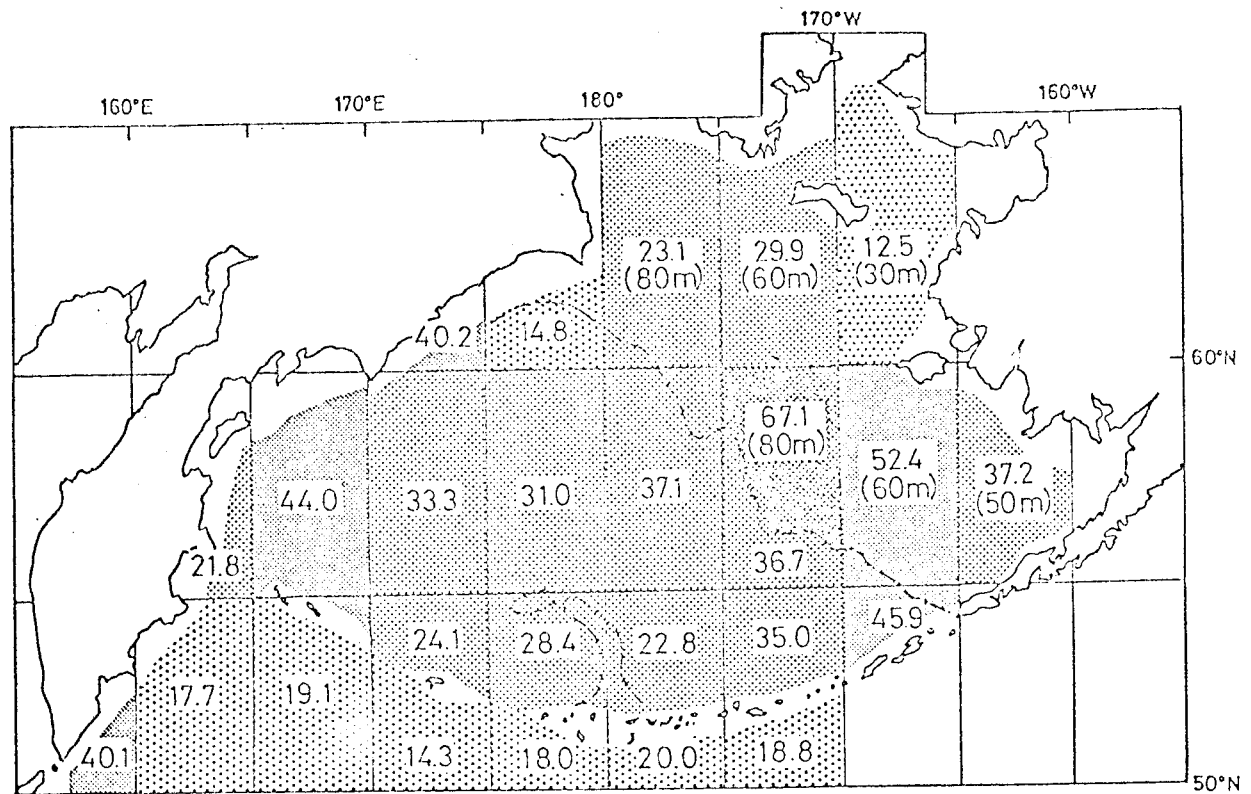 170°W
160°E 170°E 180° 160°W
23.1 29.9 12.5
(80m) (60m) (30m)
40.2 14.8
60°N
67.1
(80m)
52.4
(60m)
37.2
(50m)
44.0 33.3 31.0 37.1
21.8 36.7
45.9
24.1 28.4 22.8 35.0
17.7 19.1
40.1 14.3 18.0 20.0 18.8
50°N